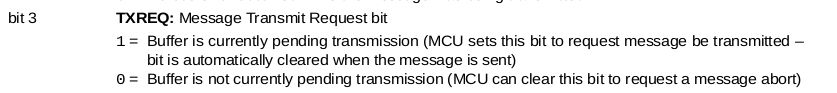 bit 3 TXREQ: Message Transmit Request bit
1 = Buffer is currently pending transmission (MCU sets this bit to request message be transmitted –
bit is automatically cleared when the message is sent)
0 = Buffer is not currently pending transmission (MCU can clear this bit to request a message abort)